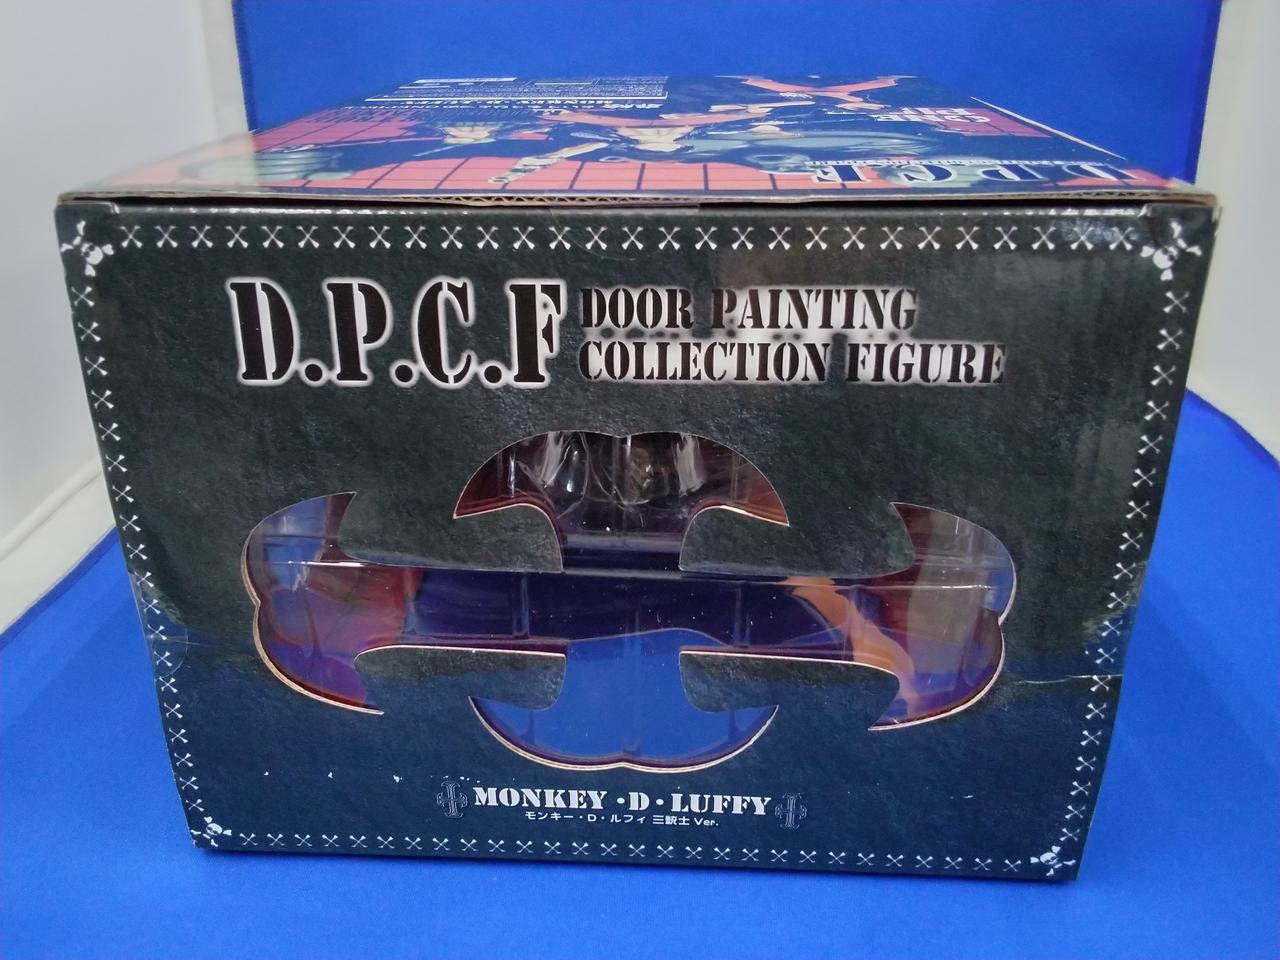 D.P.C.F
D.P.C.F
DOOR PAINTING
COLLECTION FIGURE
MONKEY・D・LUFFY
モンキー・D・ルフィ 三銃士 Ver.